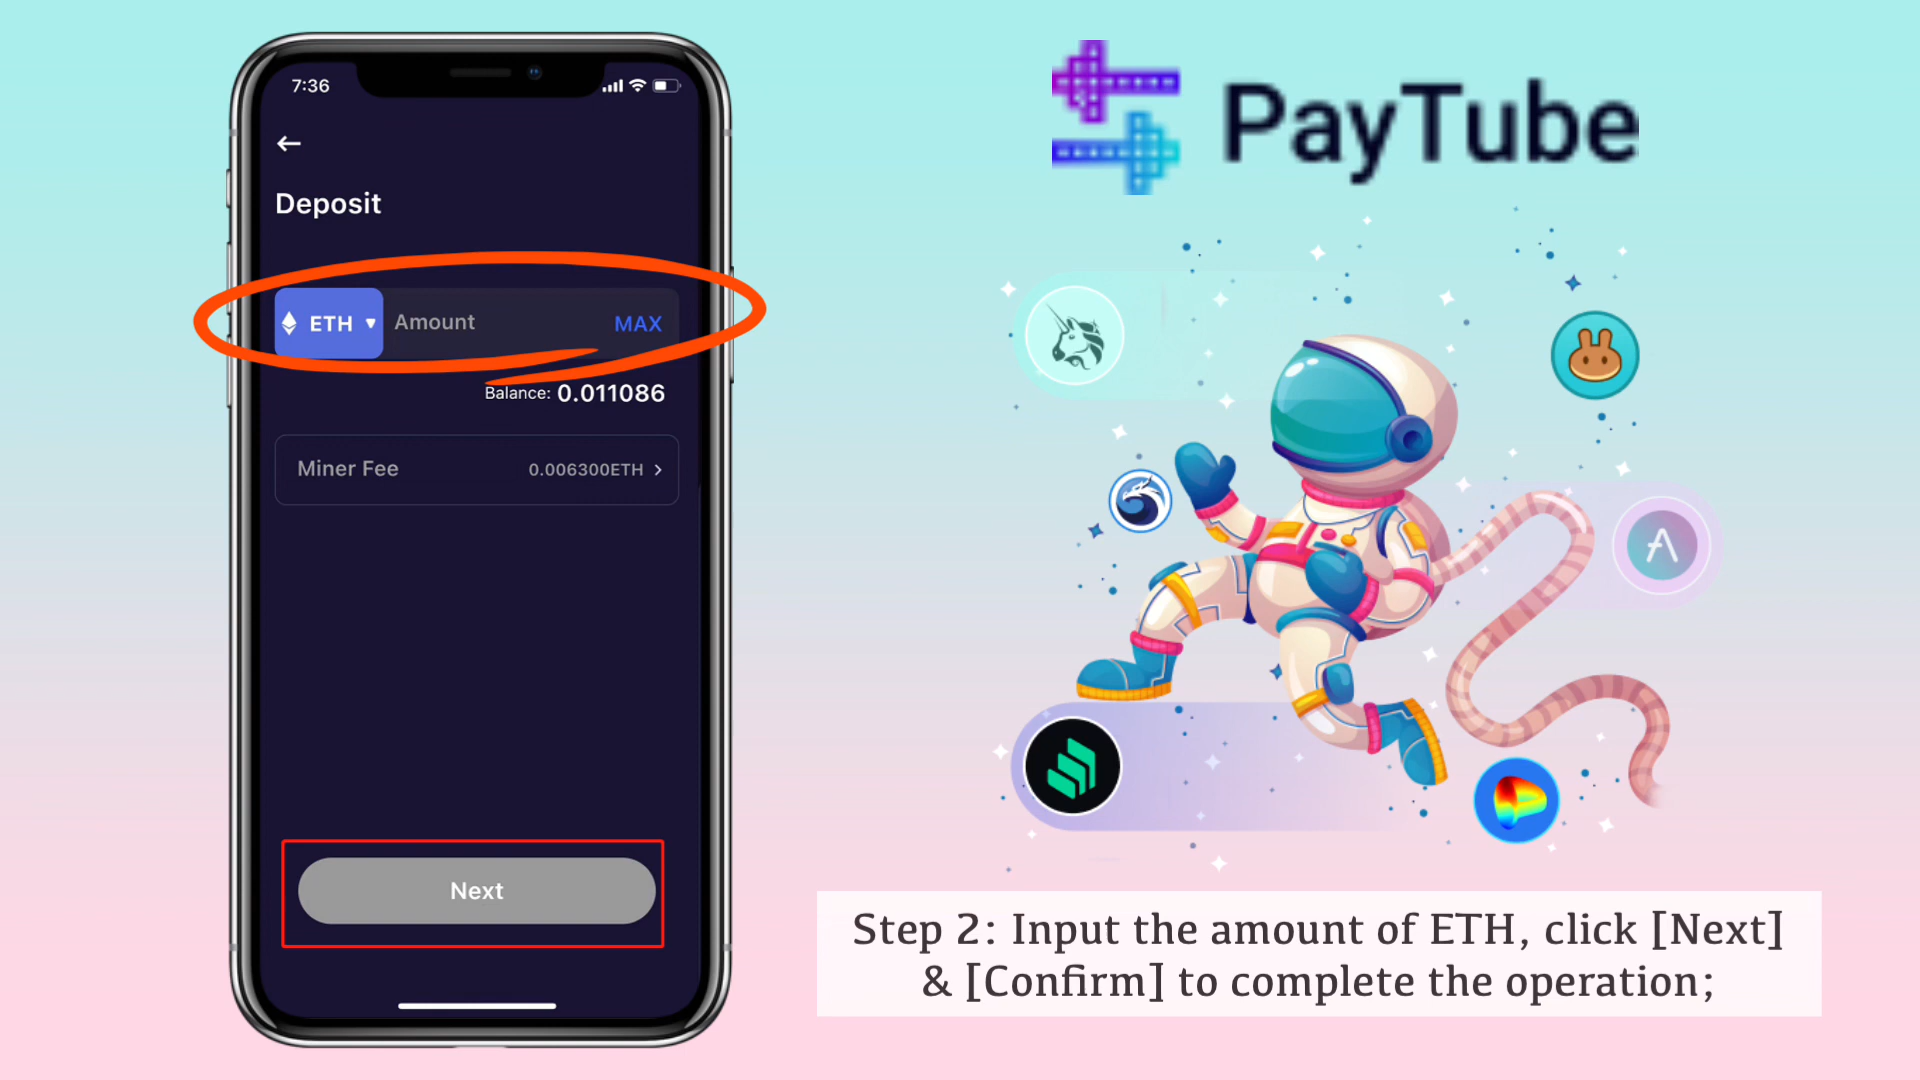 7:36
Deposit
ETH Amount MAX
Balance: 0.011086
Miner Fee 0.006300ETH
Next
PayTube
Step 2: Input the amount of ETH, click [Next]
& [Confirm] to complete the operation;